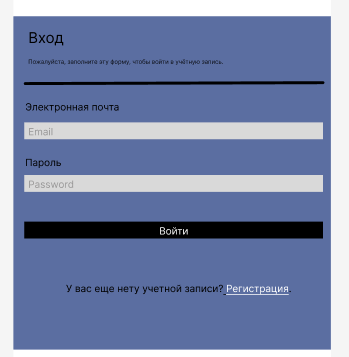 Вход
Пожалуйста, заполните эту форму, чтобы войти в учётную запись.
Электронная почта
Email
Пароль
Password
Войти
У вас еще нету учетной записи? Регистрация.